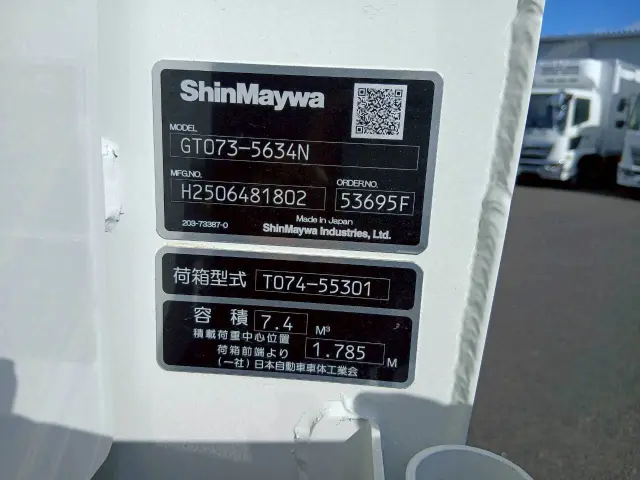 ShinMaywa
MODEL
GT073-5634N
MFG.NO. ORDER.NO.
H2506481802 53695F
203-73387-0 Made in Japan
ShinMaywa Industries, Ltd.
荷箱型式 T074-55301
容積 7.4 M³
積載荷重中心位置
荷箱前端より 1.785 M
(一社)日本自動車車体工業会